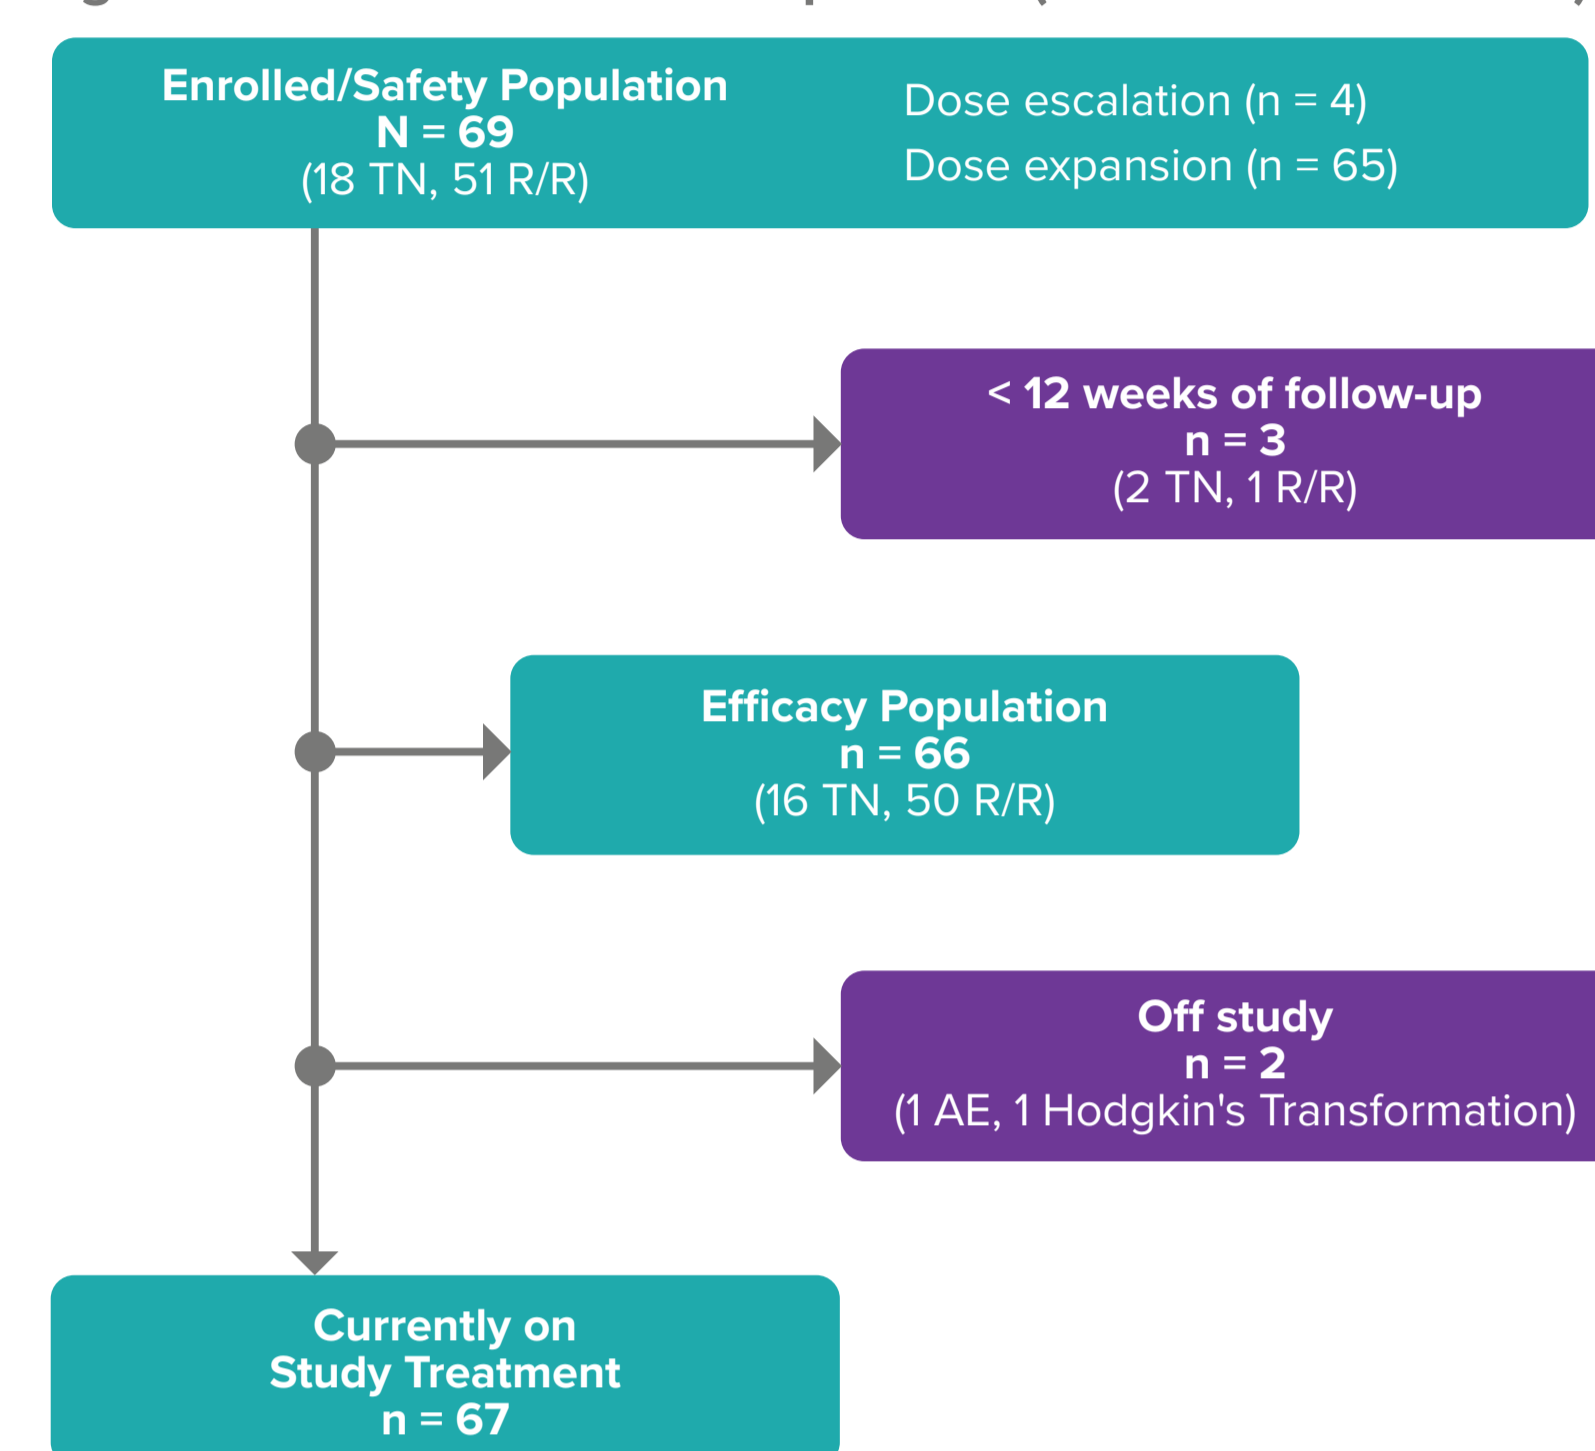 Enrolled/Safety Population
N = 69
(18 TN, 51 R/R)
Dose escalation (n = 4)
Dose expansion (n = 65)
< 12 weeks of follow-up
n = 3
(2 TN, 1 R/R)
Efficacy Population
n = 66
(16 TN, 50 R/R)
Off study
n = 2
(1 AE, 1 Hodgkin's Transformation)
Currently on
Study Treatment
n = 67